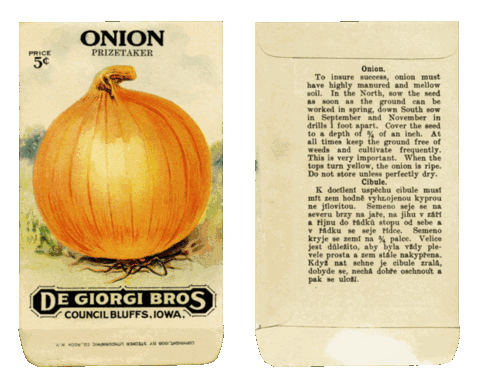 ONION
PRIZETAKER
PRICE
5¢
DE GIORGI BROS
COUNCIL BLUFFS, IOWA.
Onion.
To insure success, onion must
have highly manured and mellow
soil. In the North, sow the seed
as soon as the ground can be
worked in spring, down South sow
in September and November in
drills 1 foot apart. Cover the seed
to a depth of ¾ of an inch. At
all times keep the ground free of
weeds and cultivate frequently.
This is very important. When the
tops turn yellow, the onion is ripe.
Do not store unless perfectly dry.
Cibule.
K docílení uspěchu cibule musí
mít zem hodně vyhnojenou kyprou
ne jílovitou. Semeno seje se na
severu brzy na jaře, na jihu v září
a říjnu do řádků stopu od sebe a
v řádku se seje řídce. Semeno
kryje se zemí na ¾ palce. Velice
jest důležito, aby byla vždy ple-
vele prosta a zem stále nakypřena.
Když nať schne je cibule zralá,
dobyde se, nechá dobře oschnouti a
pak se uloží.